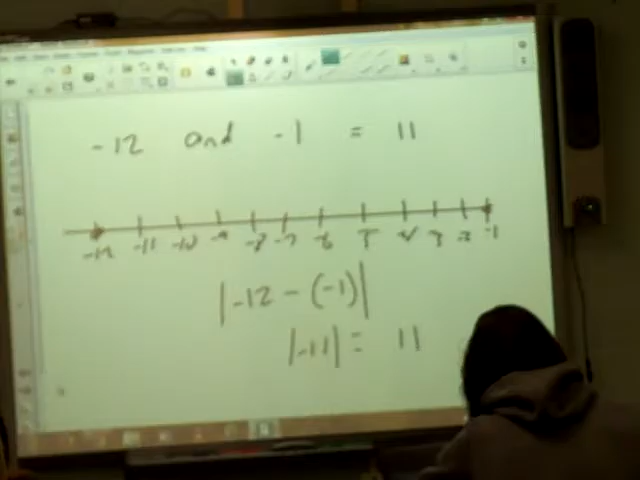 -12 and -1 = 11
-12 -11 -10 -9 -8 -7 -6 5 4 3 -2 -1
|-12 - (-1)|
|-11| = 11